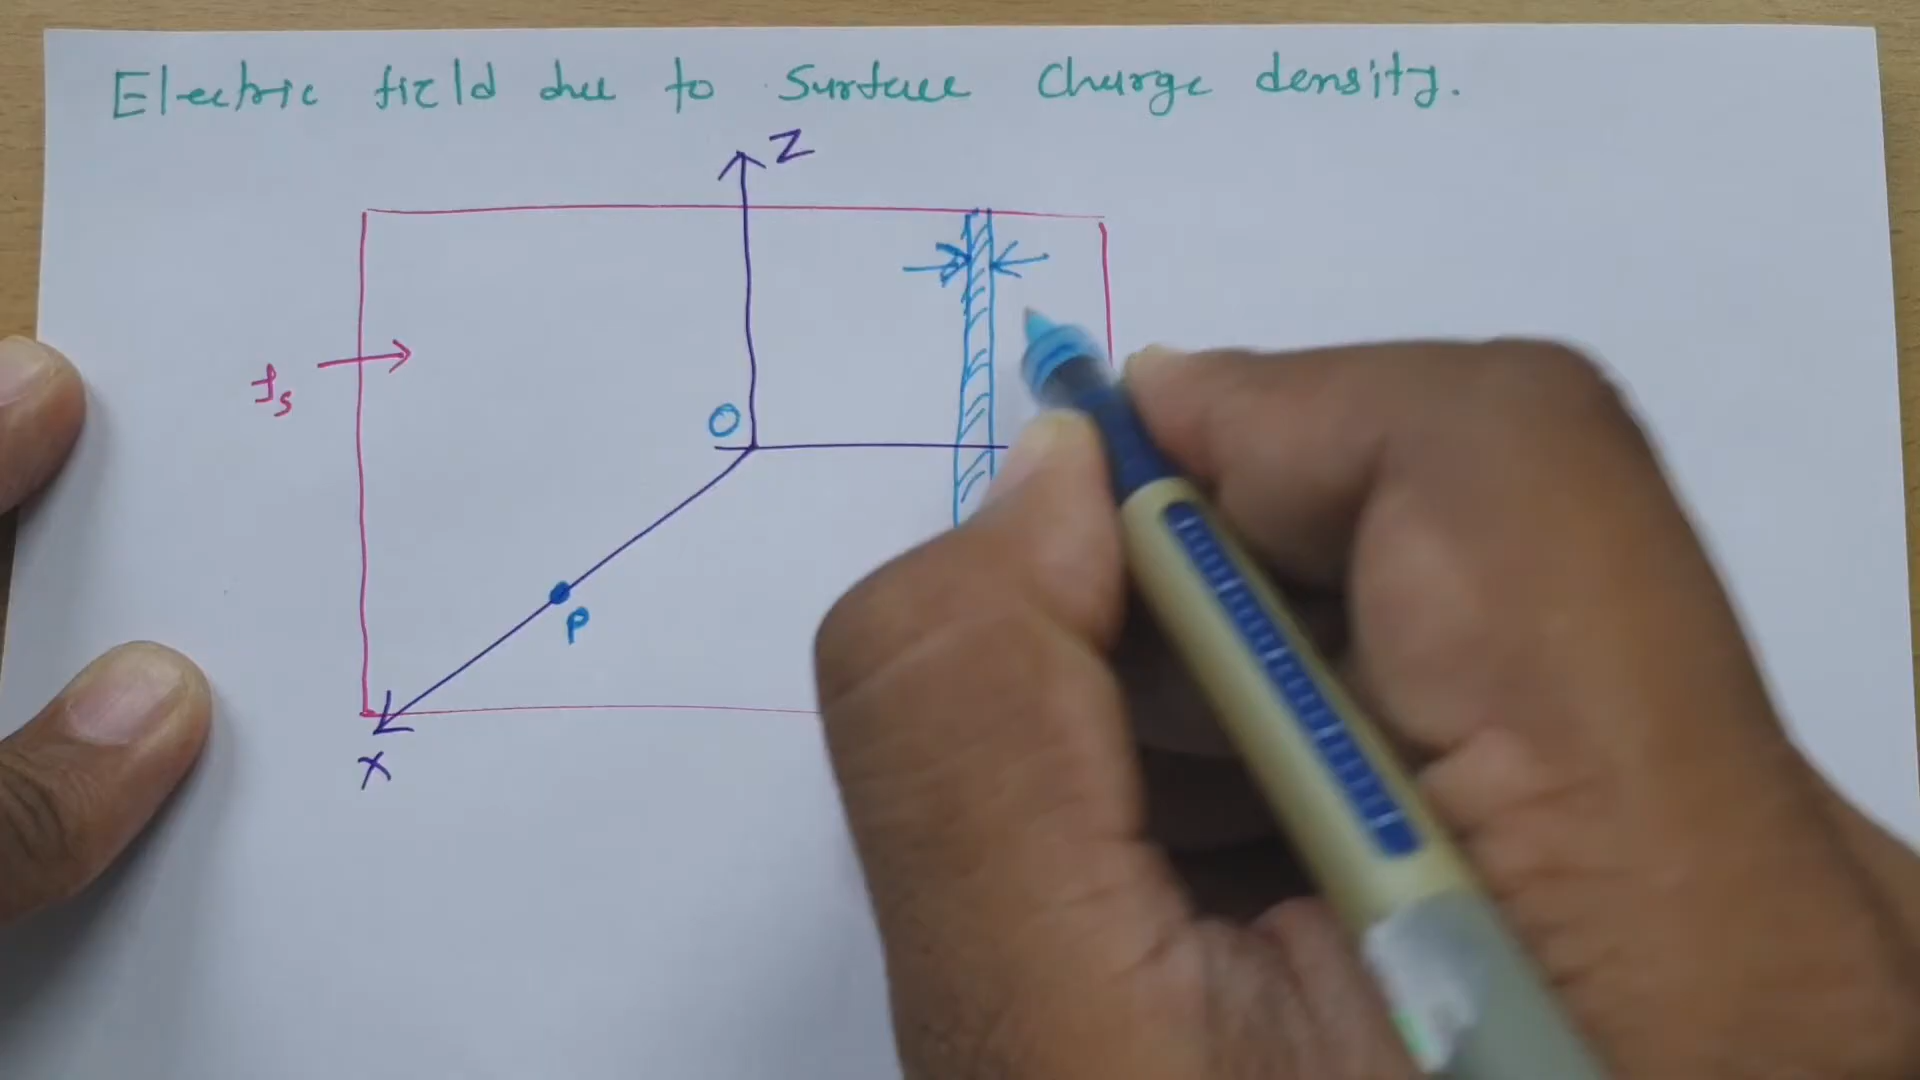 Electric field due to Surface Charge density.
Z
ρs
O
P
X